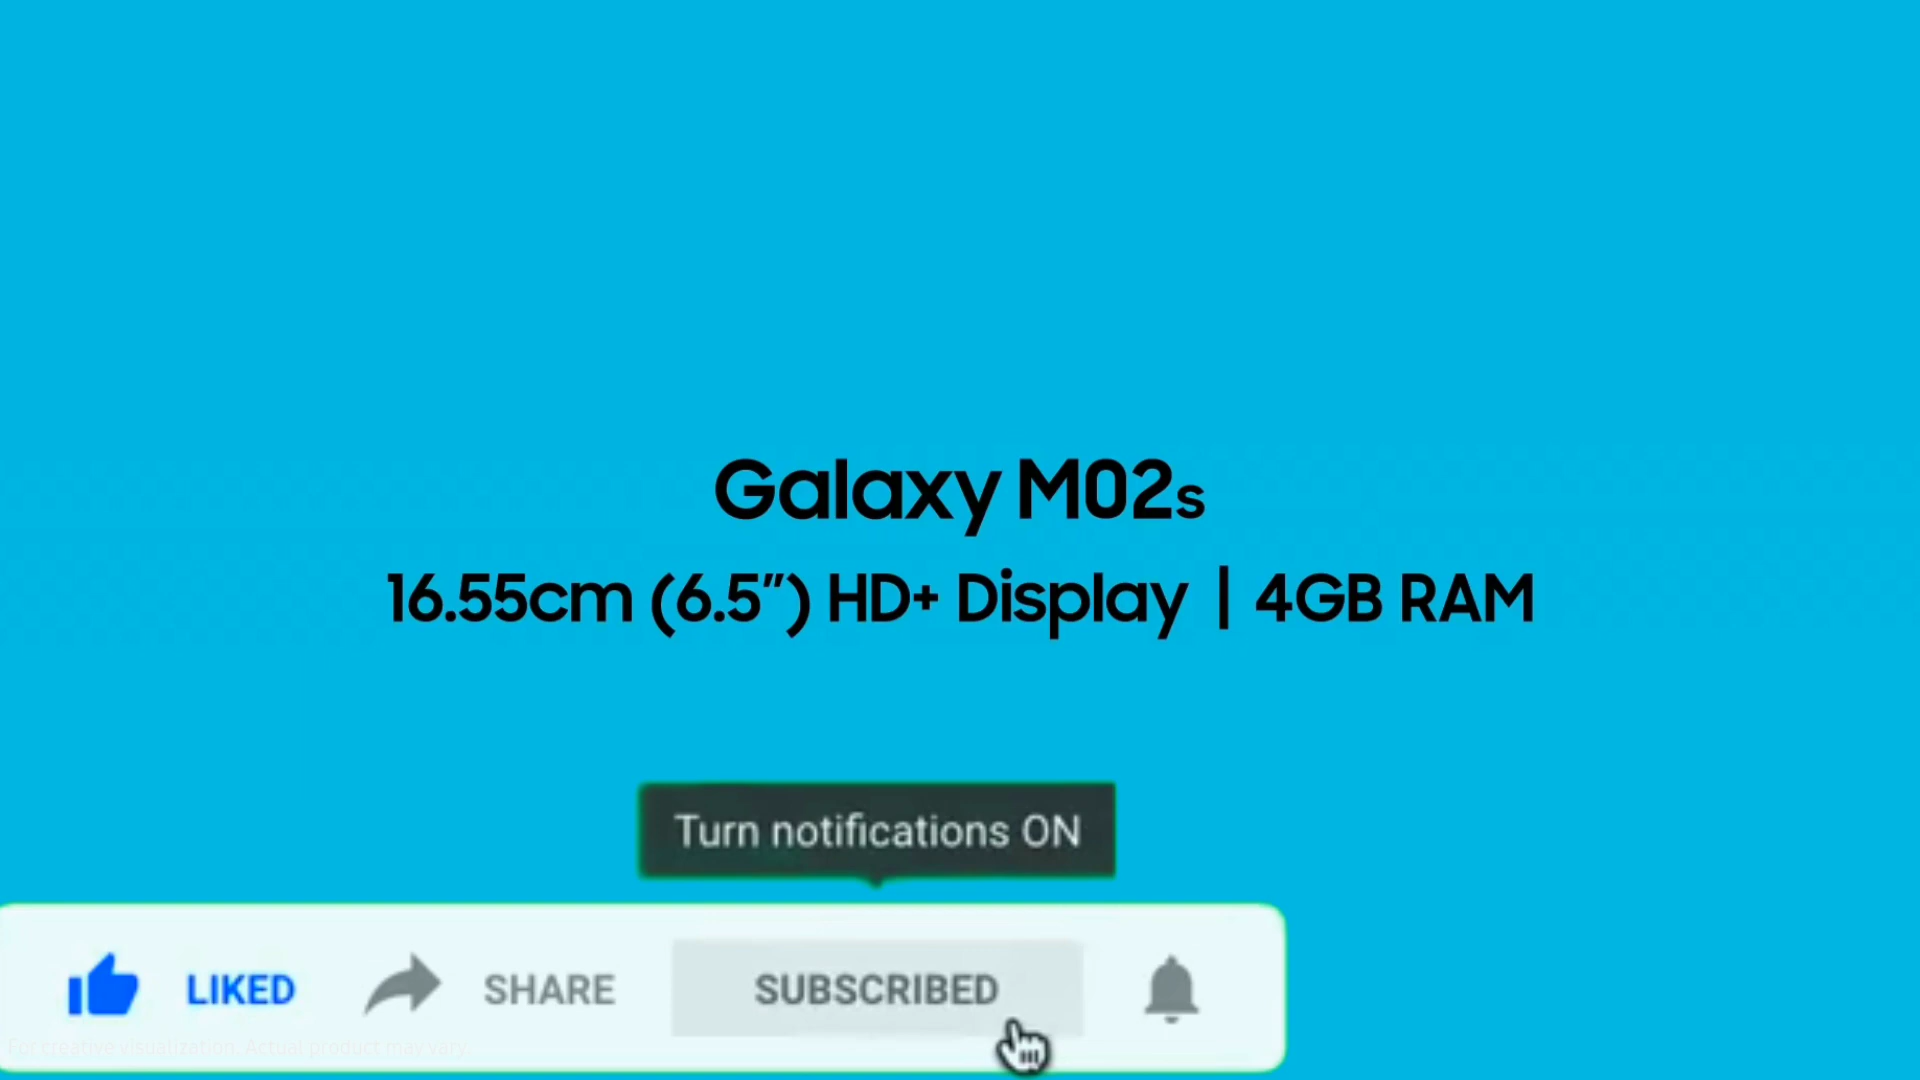 Galaxy M02s
16.55cm (6.5″) HD+ Display | 4GB RAM
Turn notifications ON
LIKED SHARE SUBSCRIBED
For creative visualization. Actual product may vary.